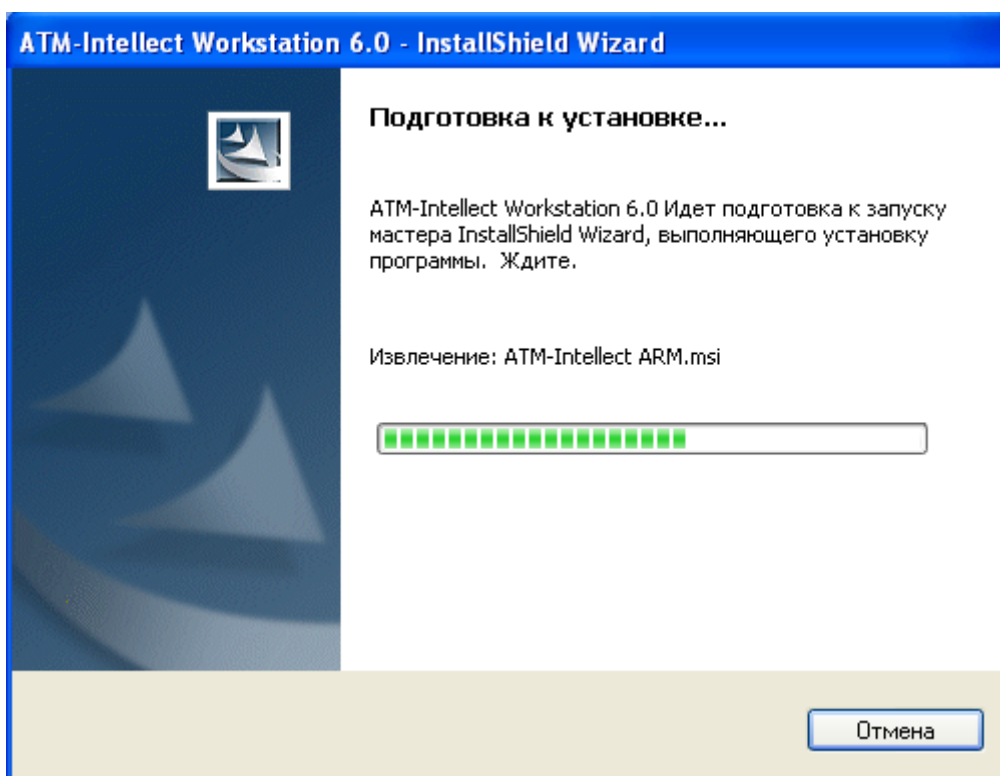 ATM-Intellect Workstation 6.0 - InstallShield Wizard
Подготовка к установке...
ATM-Intellect Workstation 6.0 Идет подготовка к запуску
мастера InstallShield Wizard, выполняющего установку
программы.  Ждите.
Извлечение: ATM-Intellect ARM.msi
Отмена